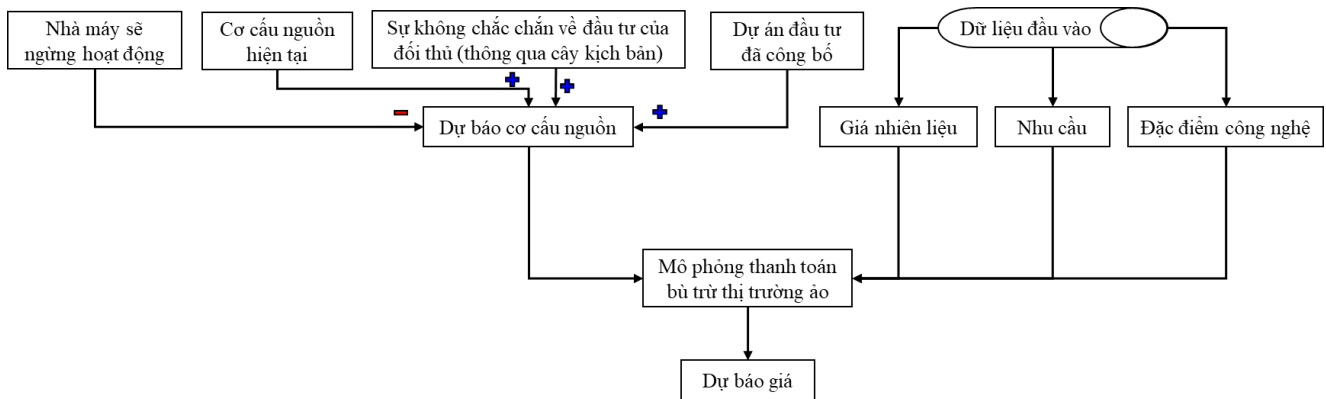 Nhà máy sẽ
ngừng hoạt động
Cơ cấu nguồn
hiện tại
Sự không chắc chắn về đầu tư của
đối thủ (thông qua cây kịch bản)
Dự án đầu tư
đã công bố
Dữ liệu đầu vào
Dự báo cơ cấu nguồn
Giá nhiên liệu
Nhu cầu
Đặc điểm công nghệ
Mô phỏng thanh toán
bù trừ thị trường ảo
Dự báo giá